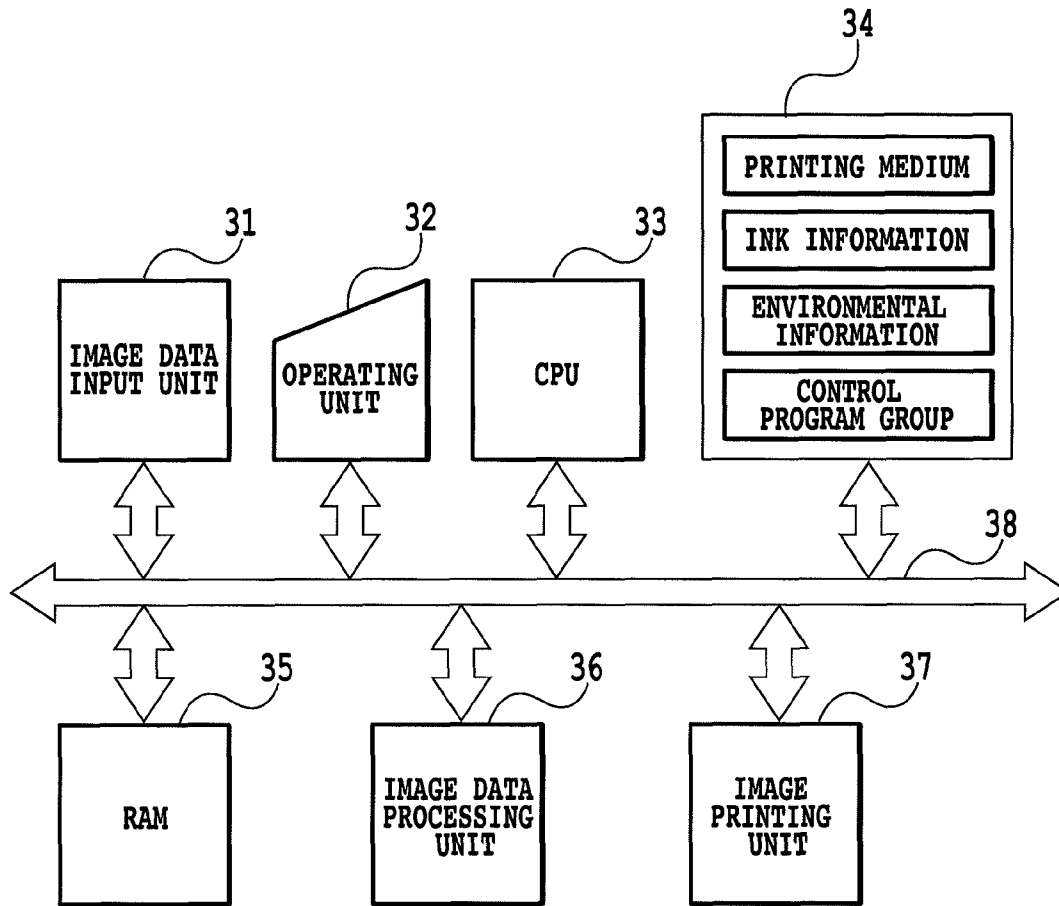 34
PRINTING MEDIUM
INK INFORMATION
ENVIRONMENTAL
INFORMATION
CONTROL
PROGRAM GROUP
31
IMAGE DATA
INPUT UNIT
32
OPERATING
UNIT
33
CPU
38
35
RAM
36
IMAGE DATA
PROCESSING
UNIT
37
IMAGE
PRINTING
UNIT